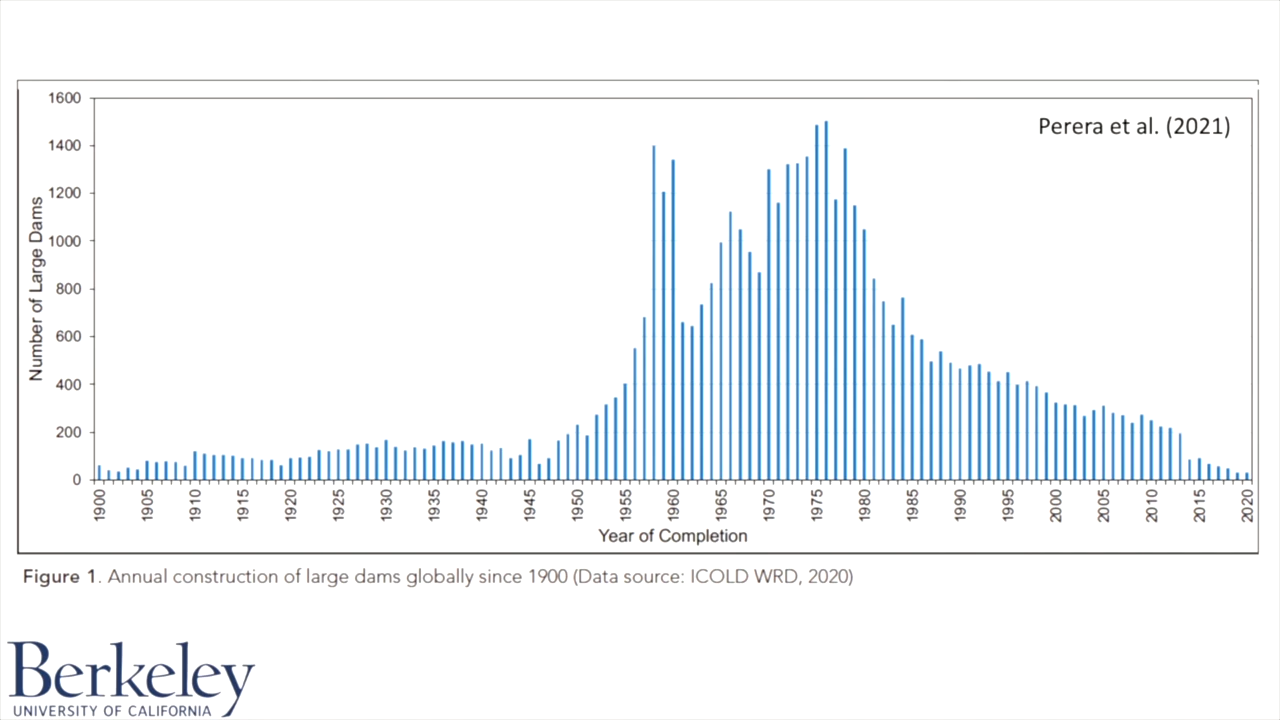 Perera et al. (2021)
Number of Large Dams
1600
1400
1200
1000
800
600
400
200
0
1900 1905 1910 1915 1920 1925 1930 1935 1940 1945 1950 1955 1960 1965 1970 1975 1980 1985 1990 1995 2000 2005 2010 2015 2020
Year of Completion
Figure 1. Annual construction of large dams globally since 1900 (Data source: ICOLD WRD, 2020)
Berkeley
UNIVERSITY OF CALIFORNIA